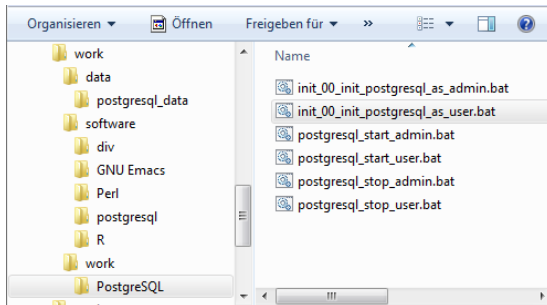 Organisieren Öffnen Freigeben für »
work
data
postgresql_data
software
div
GNU Emacs
Perl
postgresql
R
work
PostgreSQL
Name
init_00_init_postgresql_as_admin.bat
init_00_init_postgresql_as_user.bat
postgresql_start_admin.bat
postgresql_start_user.bat
postgresql_stop_admin.bat
postgresql_stop_user.bat